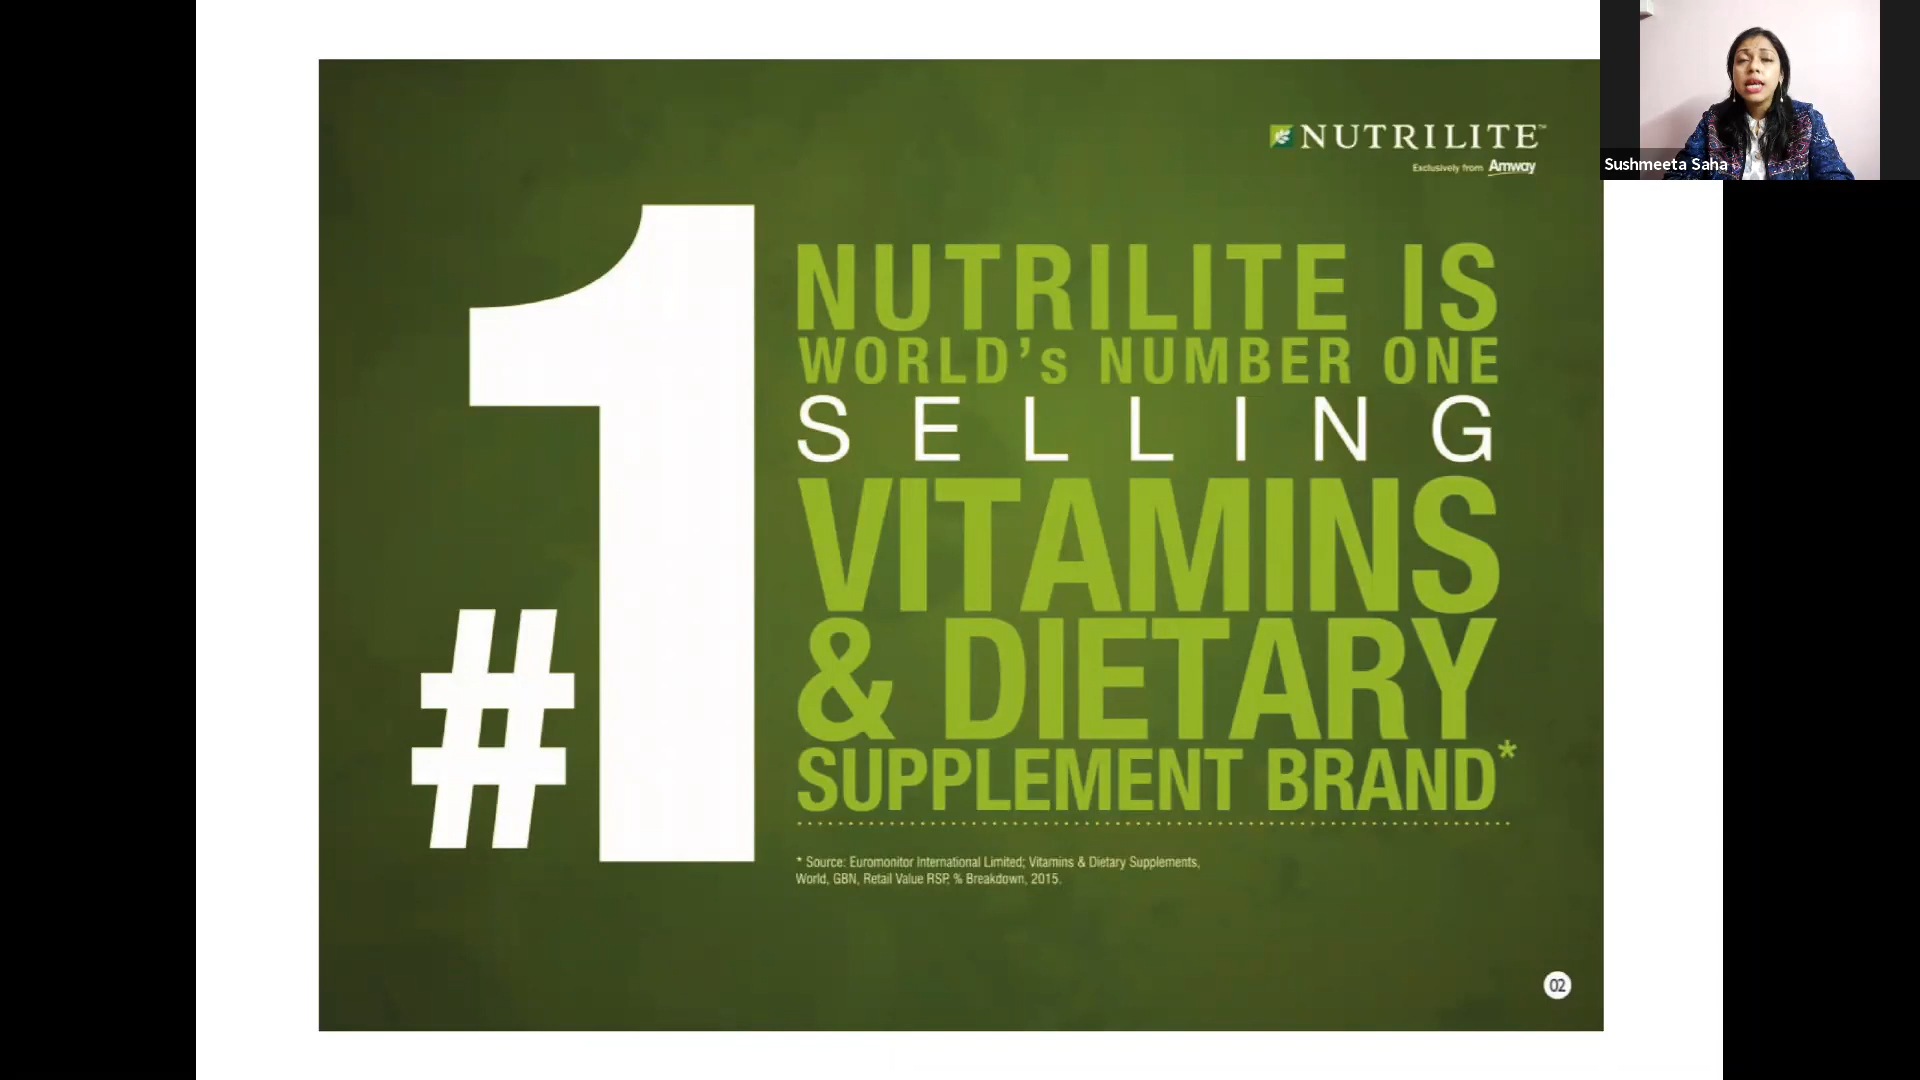 NUTRILITE™
Exclusively from Amway
Sushmeeta Saha
#1
NUTRILITE IS
WORLD's NUMBER ONE
SELLING
VITAMINS
& DIETARY
SUPPLEMENT BRAND*
* Source: Euromonitor International Limited; Vitamins & Dietary Supplements,
World, GBN, Retail Value RSP, % Breakdown, 2015.
02